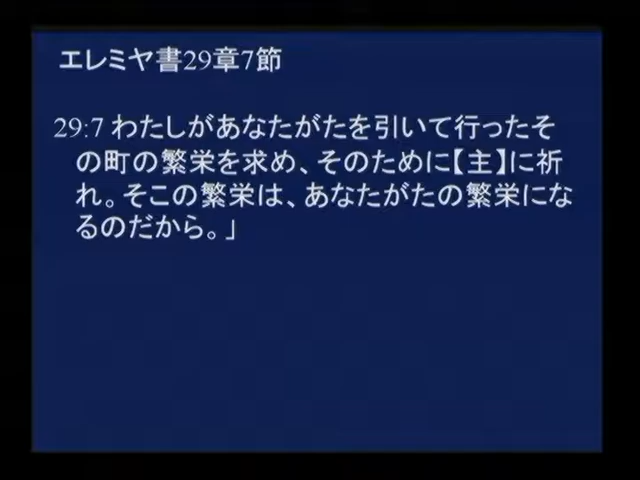 エレミヤ書29章7節
29:7 わたしがあなたがたを引いて行ったそ
の町の繁栄を求め、そのために【主】に祈
れ。そこの繁栄は、あなたがたの繁栄にな
るのだから。」